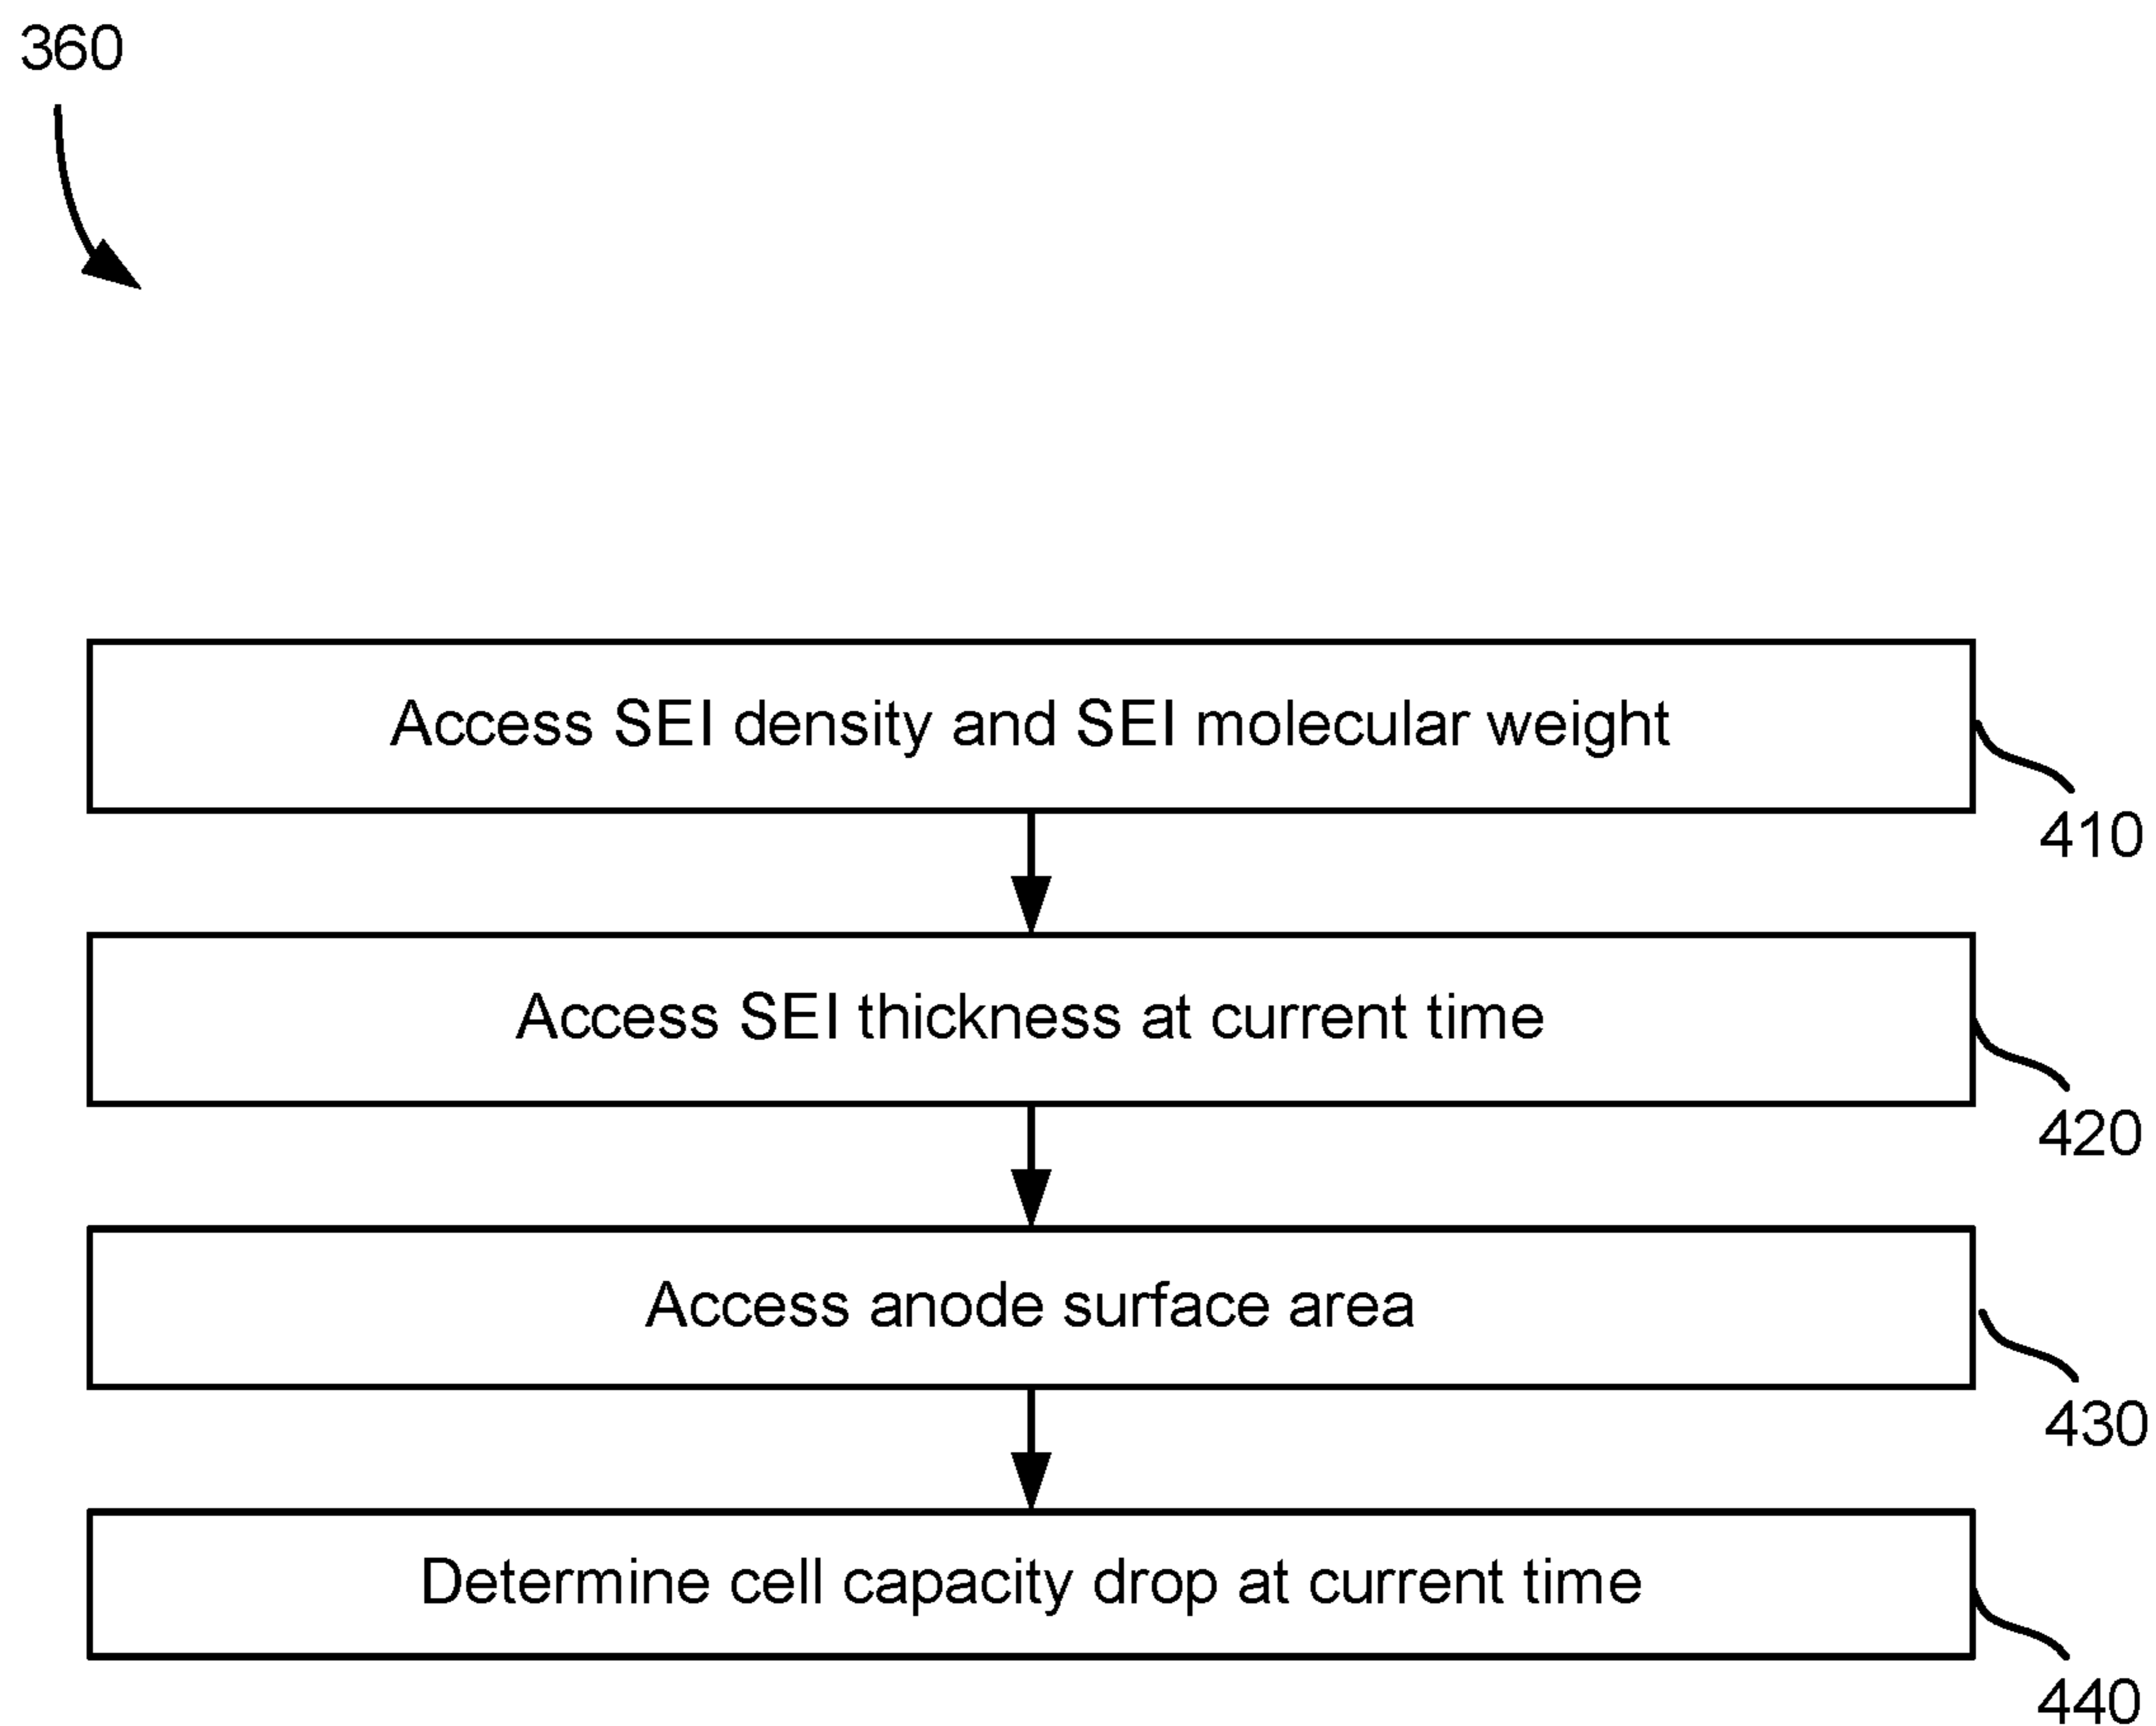 360
Access SEI density and SEI molecular weight
410
Access SEI thickness at current time
420
Access anode surface area
430
Determine cell capacity drop at current time
440